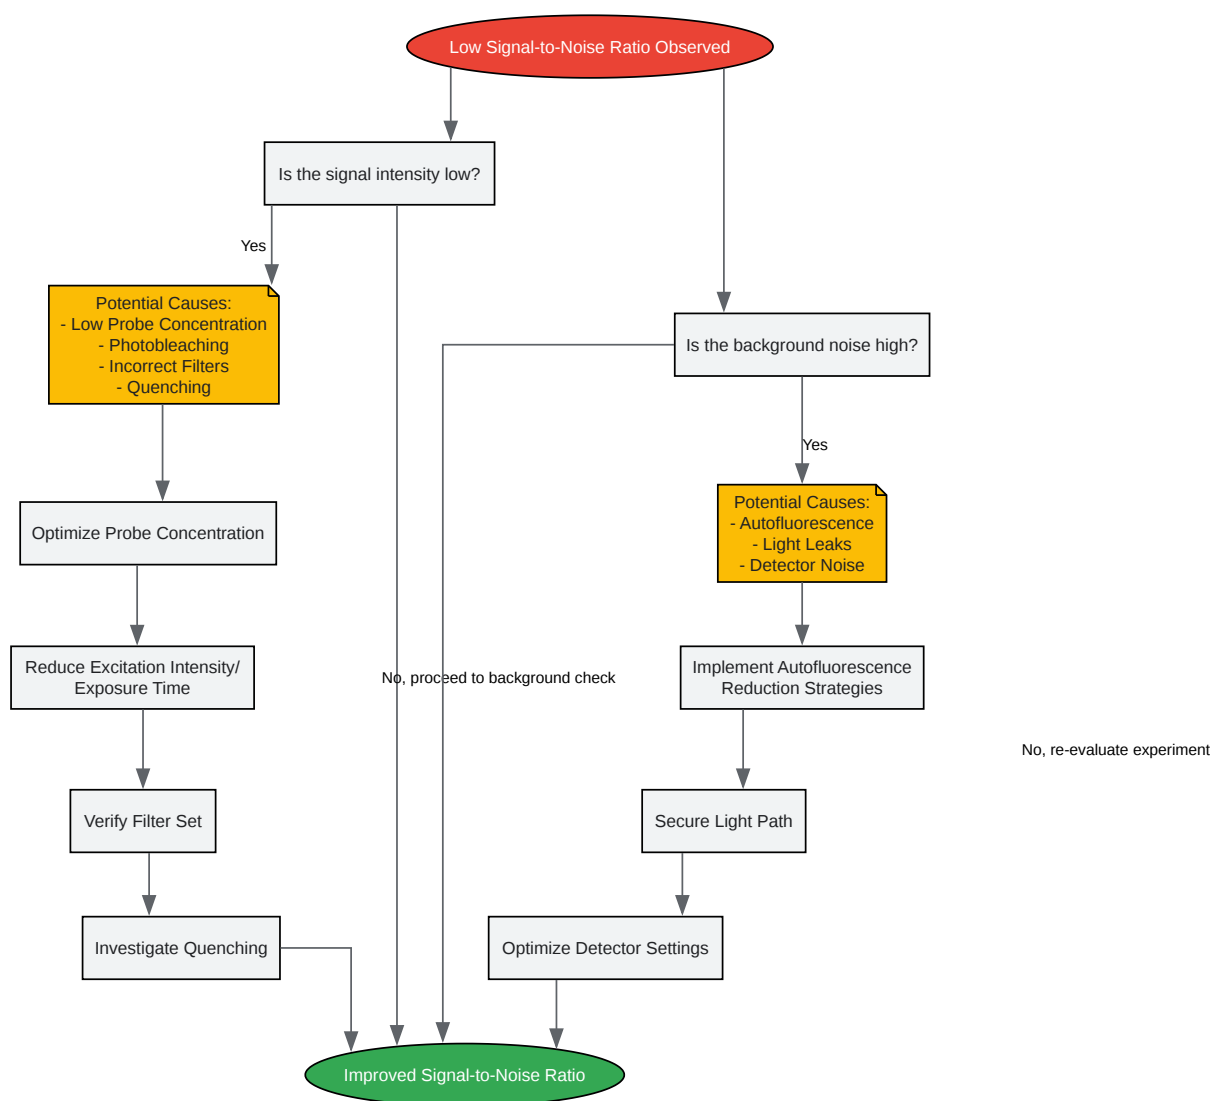 Low Signal-to-Noise Ratio Observed
Is the signal intensity low?
Yes
Potential Causes:
- Low Probe Concentration
- Photobleaching
- Incorrect Filters
- Quenching
Is the background noise high?
Yes
Potential Causes:
- Autofluorescence
- Light Leaks
- Detector Noise
Optimize Probe Concentration
Reduce Excitation Intensity/
Exposure Time
No, proceed to background check
Implement Autofluorescence
Reduction Strategies
No, re-evaluate experiment
Verify Filter Set
Secure Light Path
Investigate Quenching
Optimize Detector Settings
Improved Signal-to-Noise Ratio